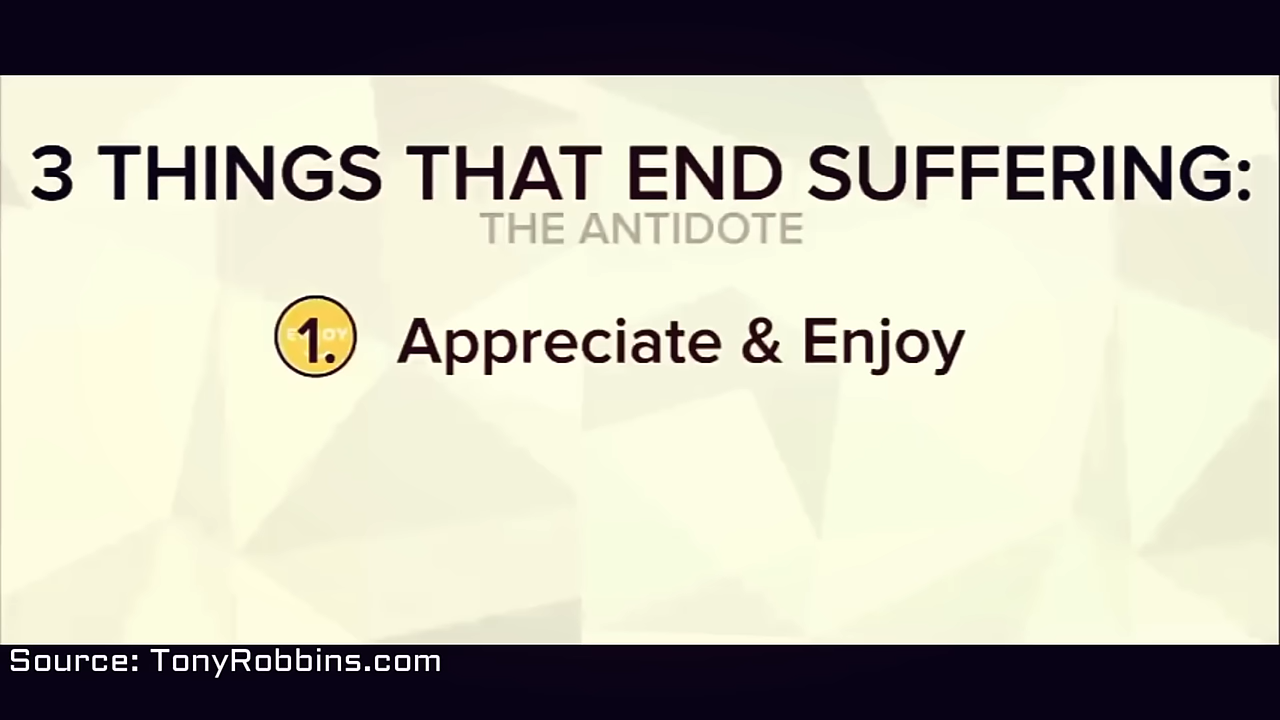 3 THINGS THAT END SUFFERING:
THE ANTIDOTE
1. Appreciate & Enjoy
Source: TonyRobbins.com